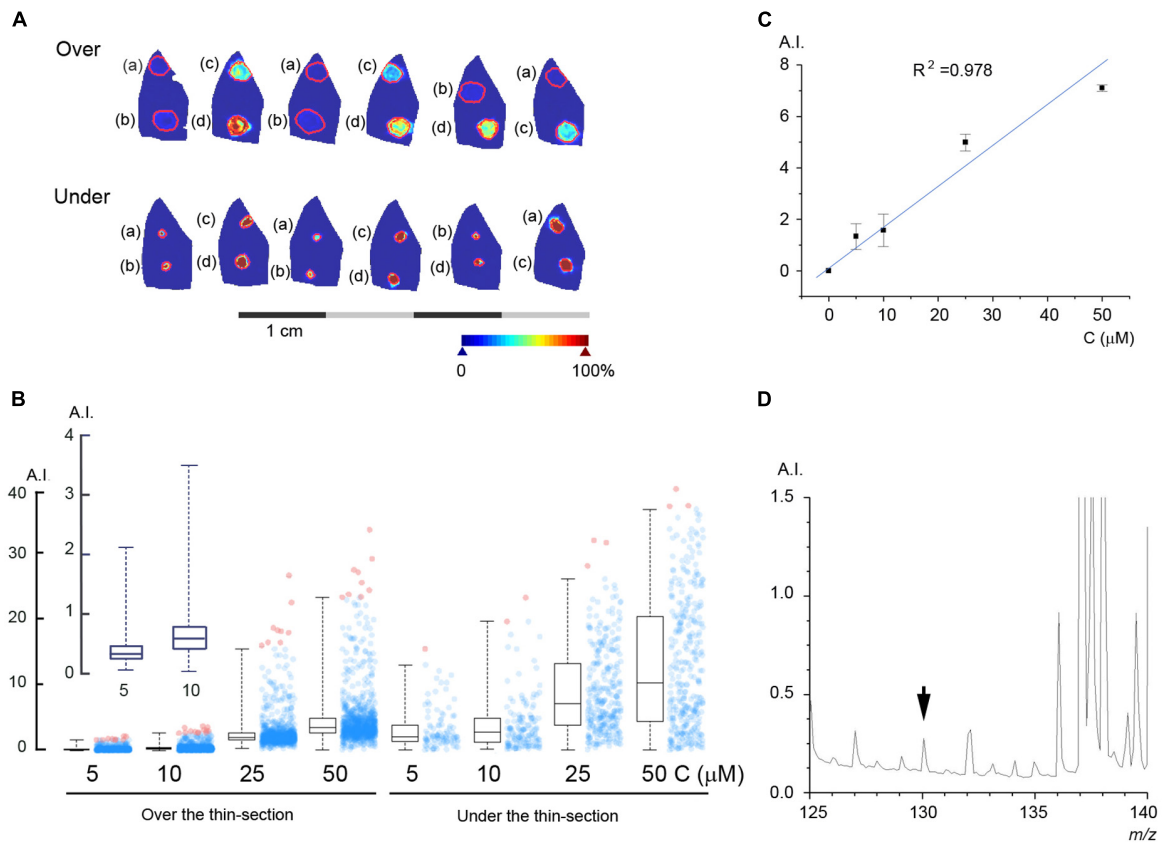 A
Over
(a) (c) (a) (c) (b) (a)
(b) (d) (b) (d) (d) (c)
Under
(a) (c) (a) (c) (b) (a)
(b) (d) (b) (d) (d) (c)
1 cm
0 100%
B
A.I.
4
3
2
1
0
5 10
A.I.
40
30
20
10
0
5 10 25 50 5 10 25 50 C (μM)
Over the thin-section Under the thin-section
C
A.I.
R² =0.978
8
6
4
2
0
0 10 20 30 40 50
C (μM)
D
A.I.
1.5
1.0
0.5
0.0
125 130 135 140
m/z